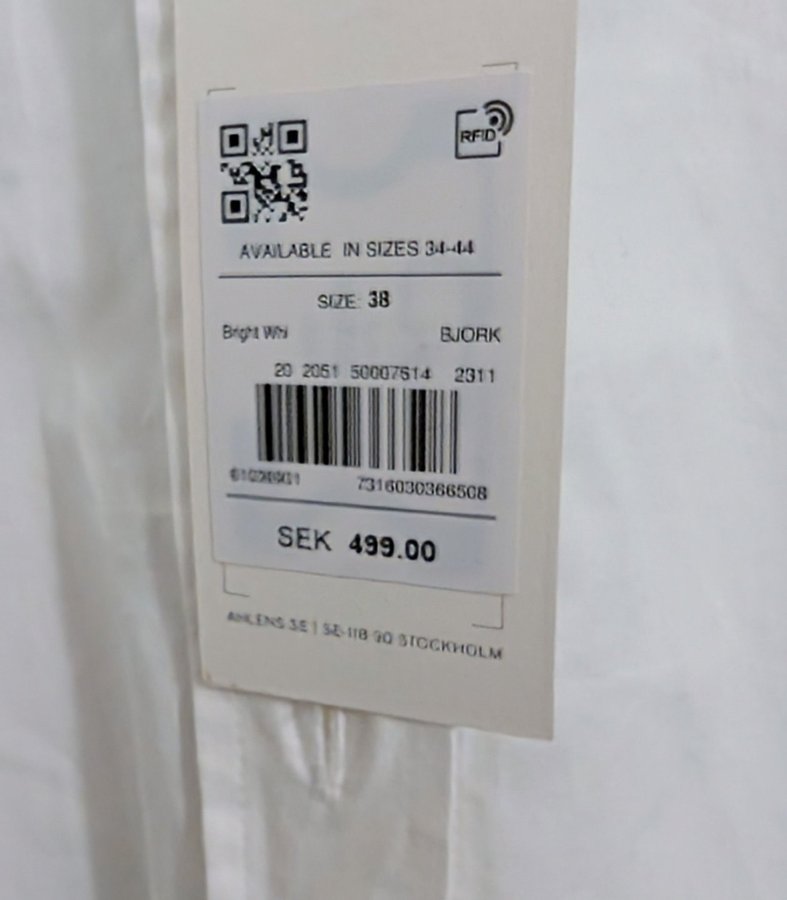 RFID
AVAILABLE IN SIZES 34-44
SIZE: 38
Bright Whi BJORK
20 2051 50007614 2311
7316030366508
SEK 499.00
AHLENS SE | SE-118 90 STOCKHOLM